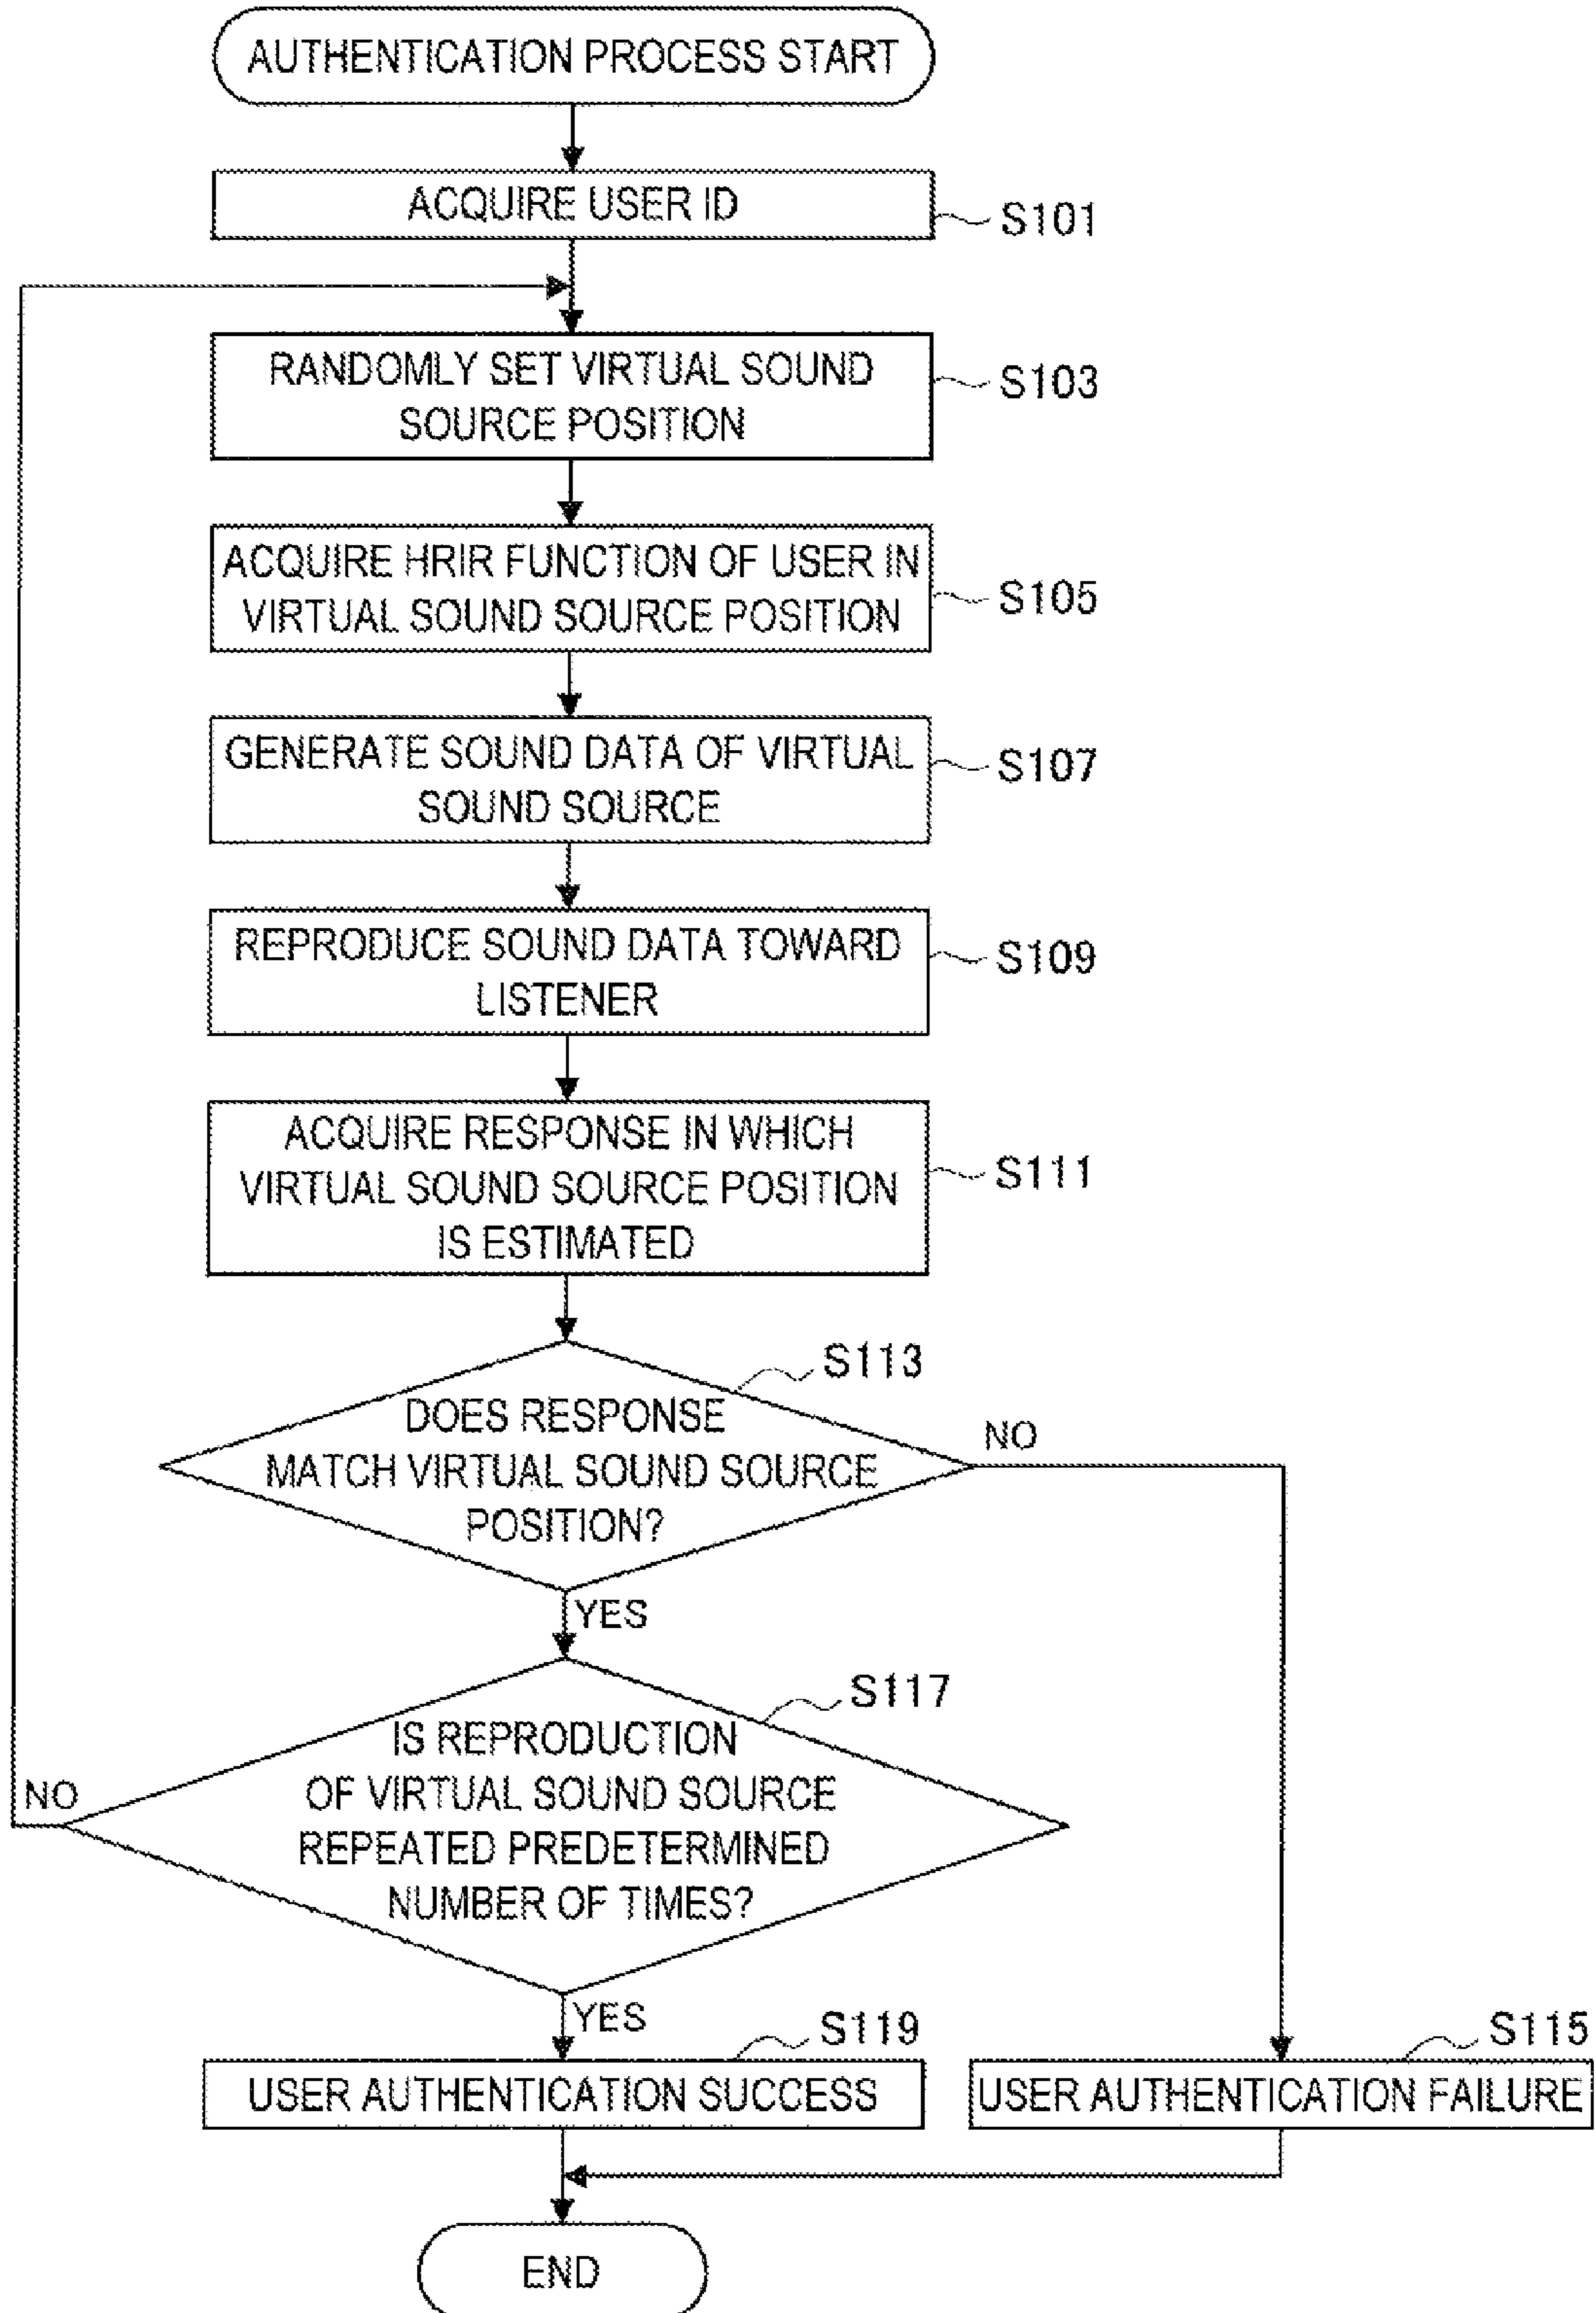 AUTHENTICATION PROCESS START
ACQUIRE USER ID
S101
RANDOMLY SET VIRTUAL SOUND
SOURCE POSITION
S103
ACQUIRE HRIR FUNCTION OF USER IN
VIRTUAL SOUND SOURCE POSITION
S105
GENERATE SOUND DATA OF VIRTUAL
SOUND SOURCE
S107
REPRODUCE SOUND DATA TOWARD
LISTENER
S109
ACQUIRE RESPONSE IN WHICH
VIRTUAL SOUND SOURCE POSITION
IS ESTIMATED
S111
S113
DOES RESPONSE
MATCH VIRTUAL SOUND SOURCE
POSITION?
NO
YES
S117
IS REPRODUCTION
OF VIRTUAL SOUND SOURCE
REPEATED PREDETERMINED
NUMBER OF TIMES?
NO
YES
S119
USER AUTHENTICATION SUCCESS
S115
USER AUTHENTICATION FAILURE
END